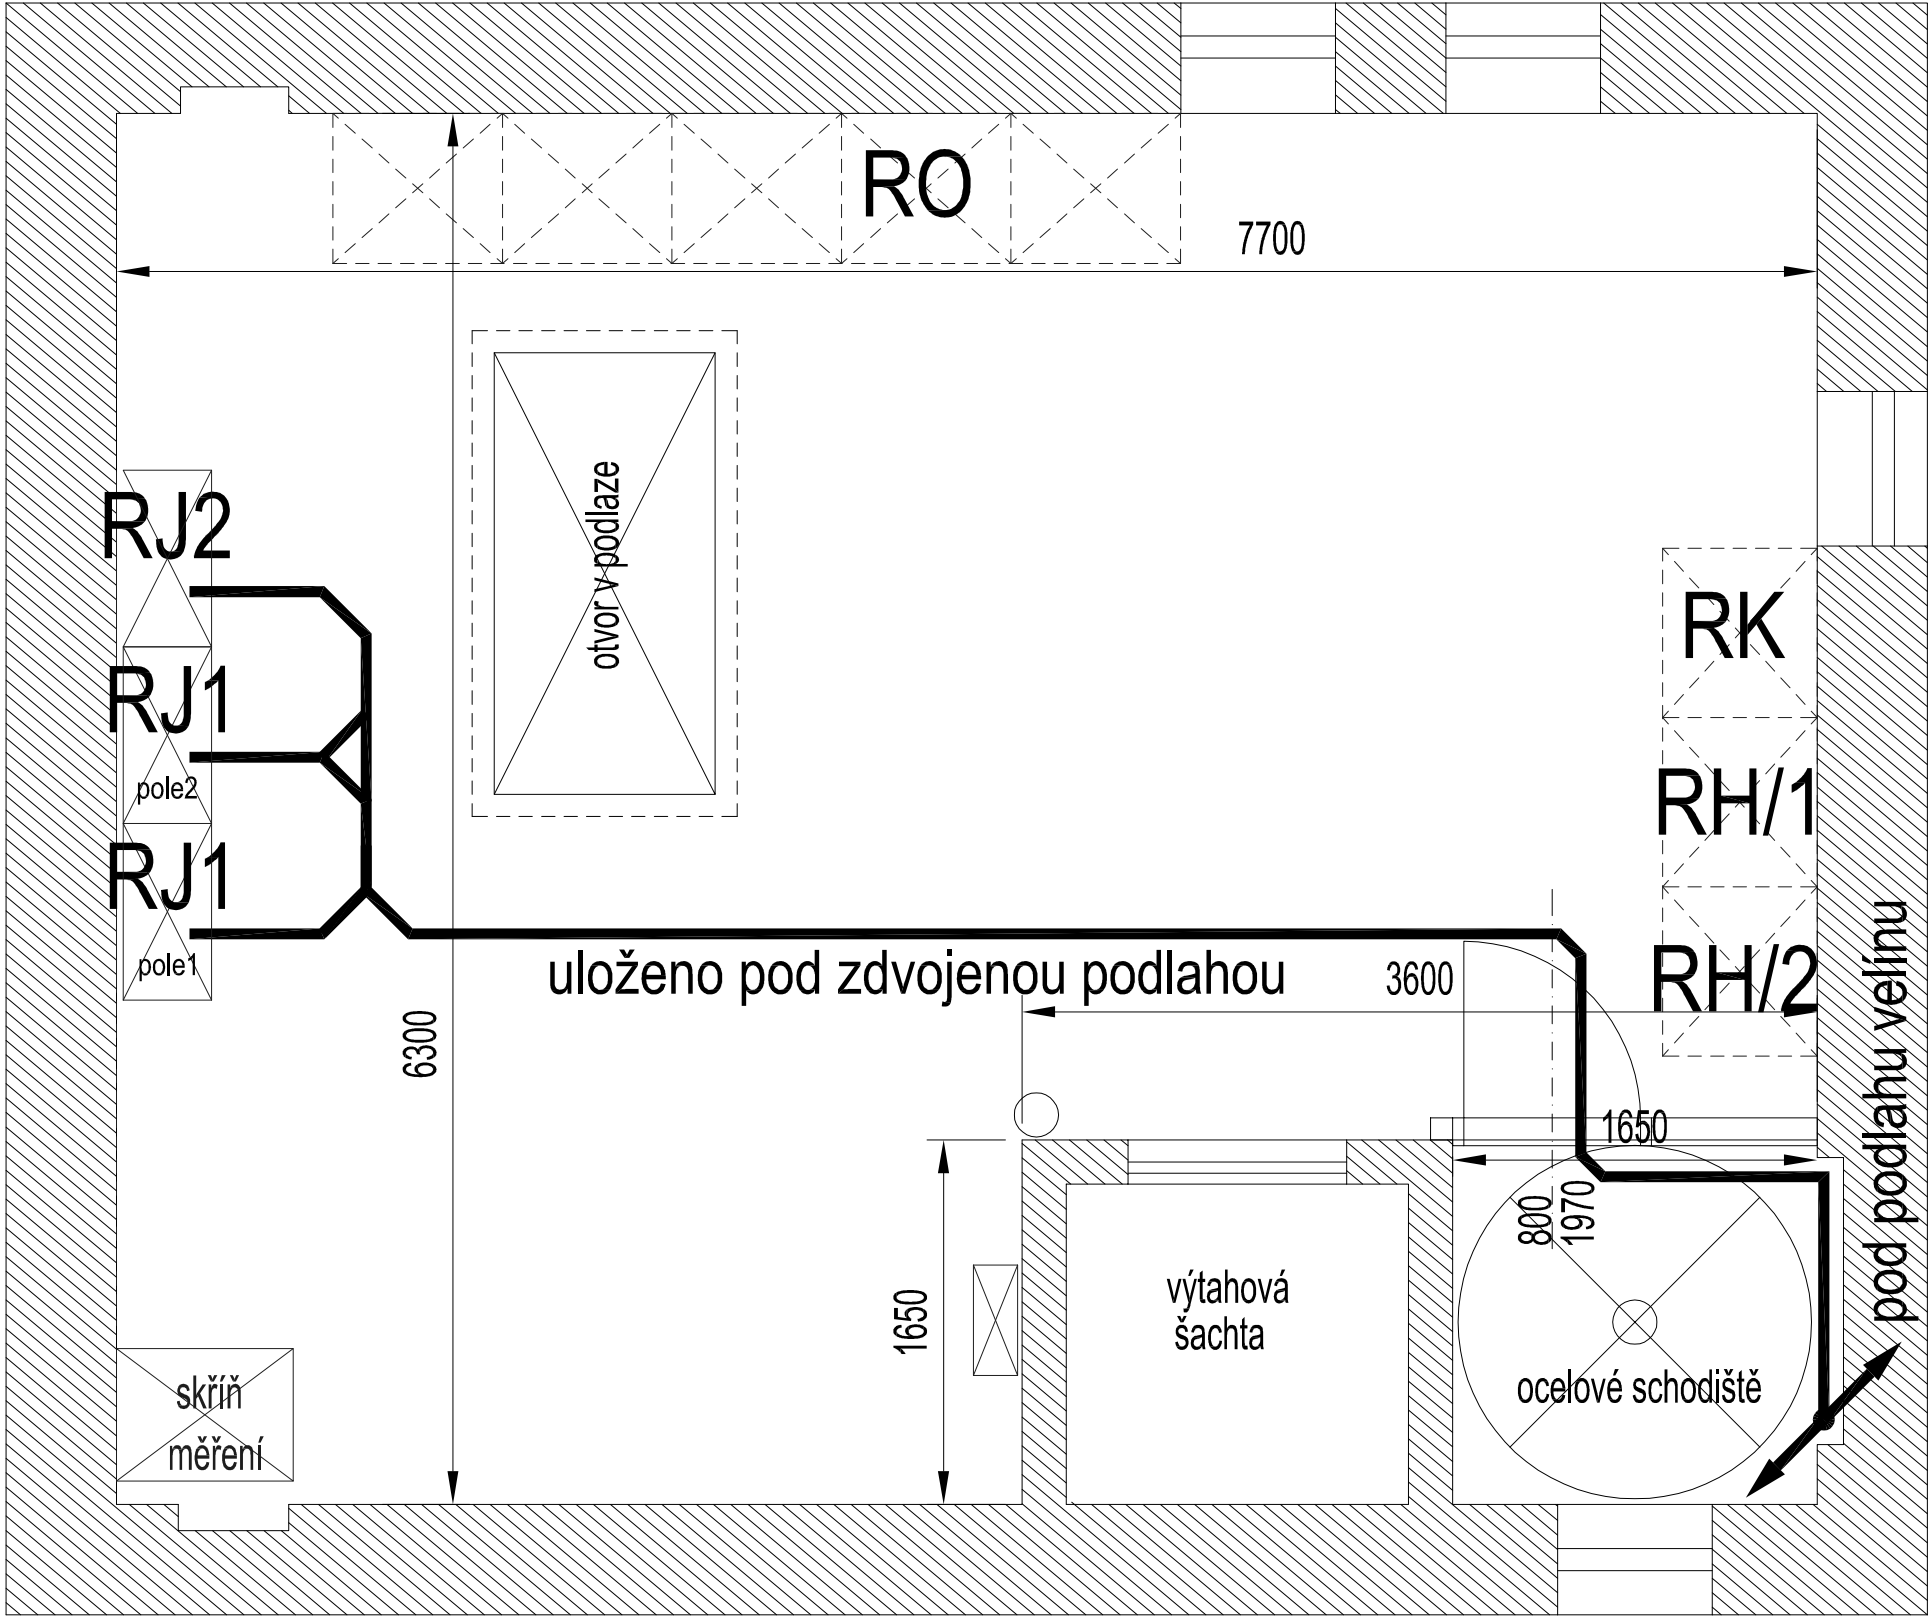 RO
7700
otvor v podlaze
RJ2
RK
RJ1
pole2
RH/1
RJ1
pole1
uloženo pod zdvojenou podlahou
3600
RH/2
pod podlahu velínu
6300
1650
800
1970
1650
výtahová
šachta
skříň
měření
ocelové schodiště